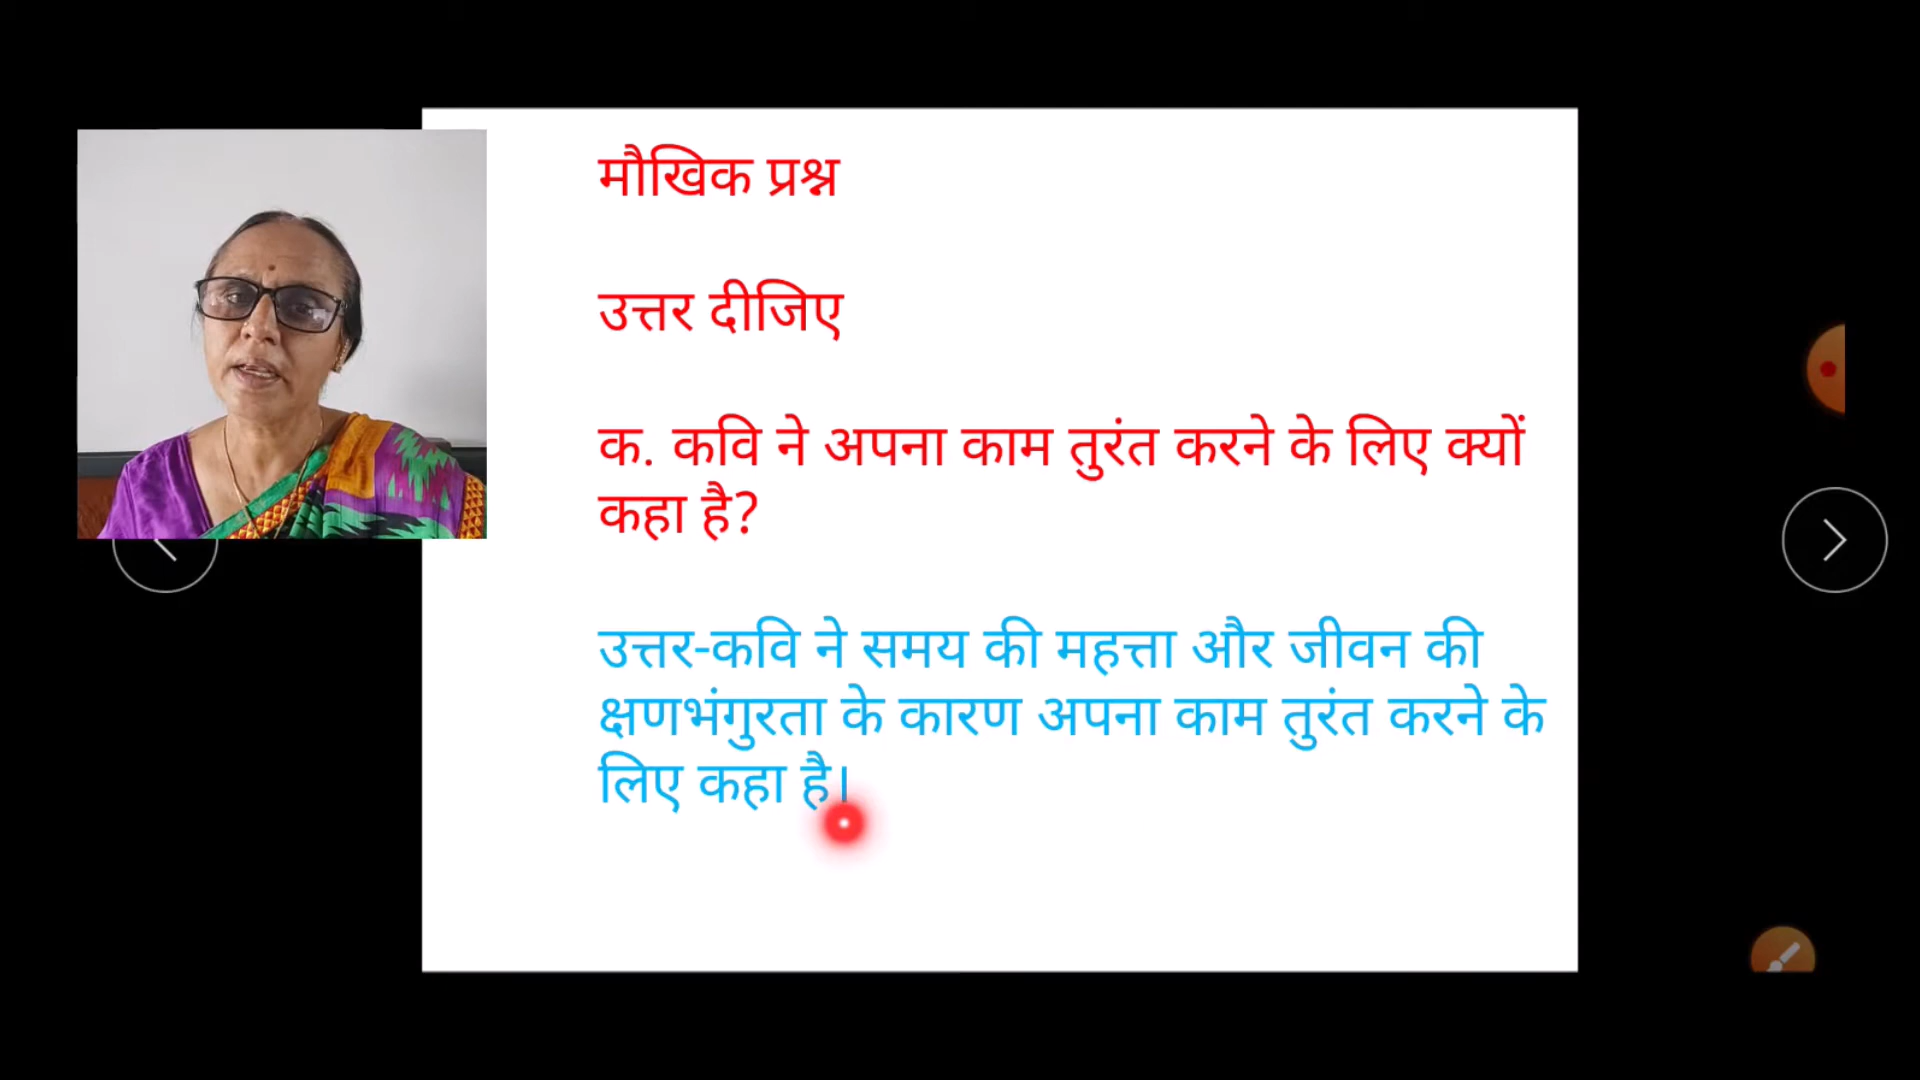 मौखिक प्रश्न
उत्तर दीजिए
क. कवि ने अपना काम तुरंत करने के लिए क्यों
कहा है?
उत्तर-कवि ने समय की महत्ता और जीवन की
क्षणभंगुरता के कारण अपना काम तुरंत करने के
लिए कहा है।